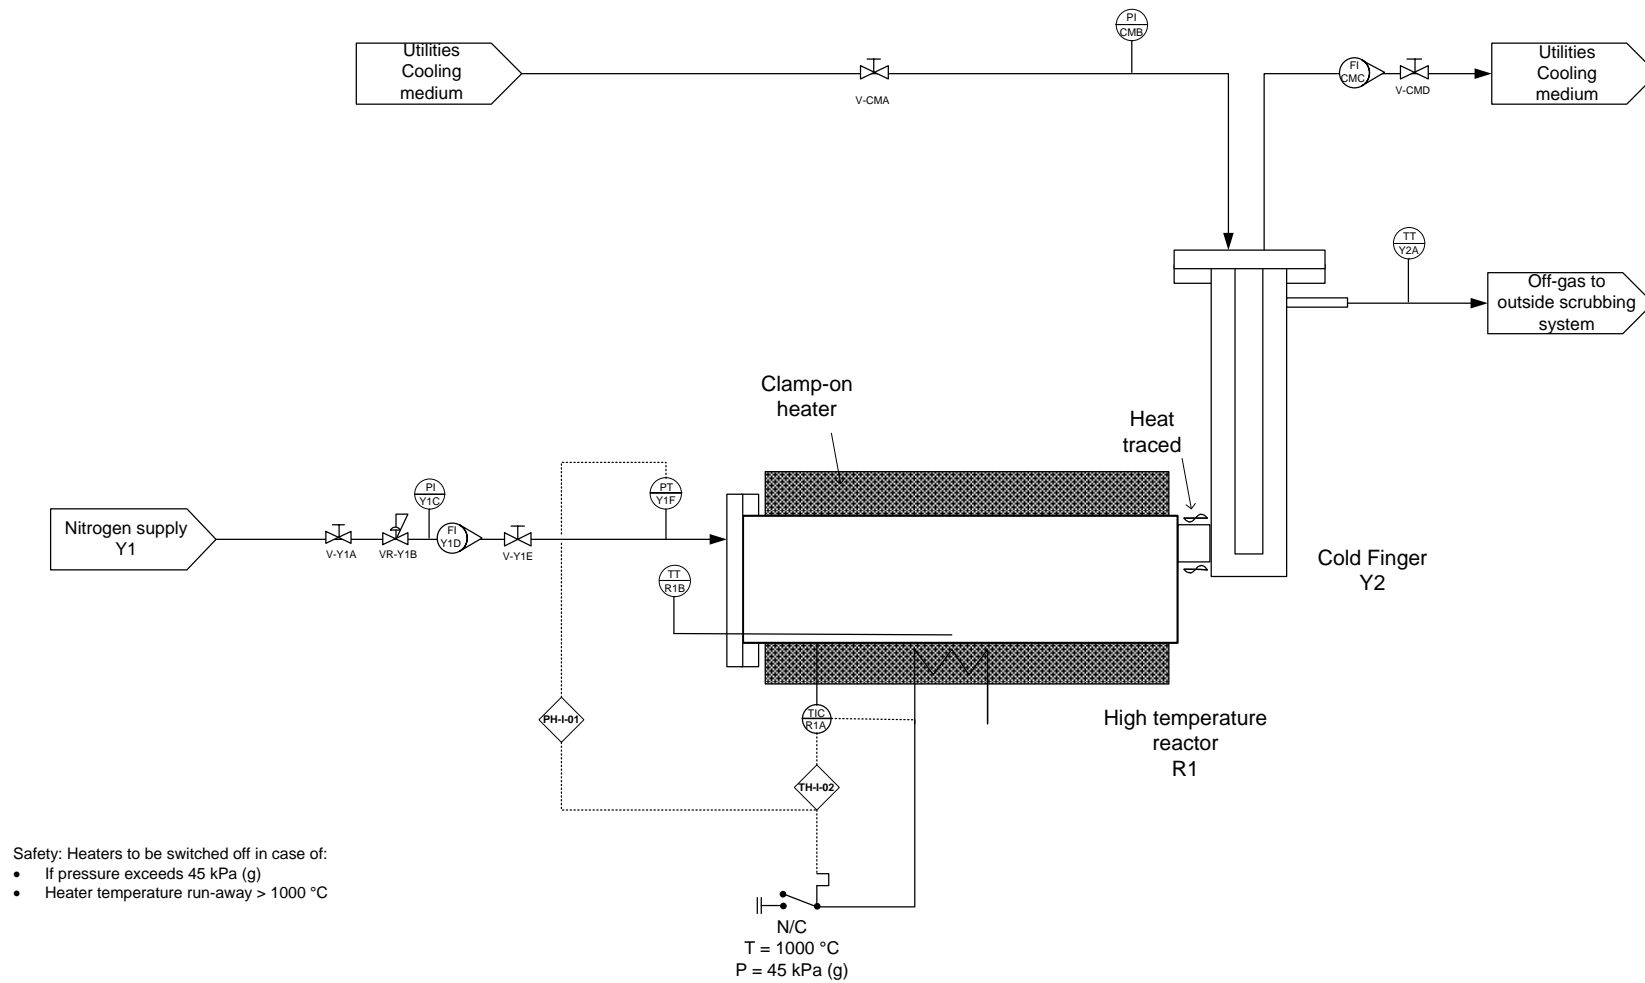 PI
CMB
Utilities
Cooling
medium
V-CMA
FI
CMC
V-CMD
Utilities
Cooling
medium
TT
Y2A
Off-gas to
outside scrubbing
system
Clamp-on
heater
Heat
traced
Cold Finger
Y2
Nitrogen supply
Y1
V-Y1A
VR-Y1B
PI
Y1C
FI
Y1D
V-Y1E
PT
Y1F
TT
R1B
PH-I-01
TIC
R1A
TH-I-02
High temperature
reactor
R1
Safety: Heaters to be switched off in case of:
• If pressure exceeds 45 kPa (g)
• Heater temperature run-away > 1000 °C
N/C
T = 1000 °C
P = 45 kPa (g)